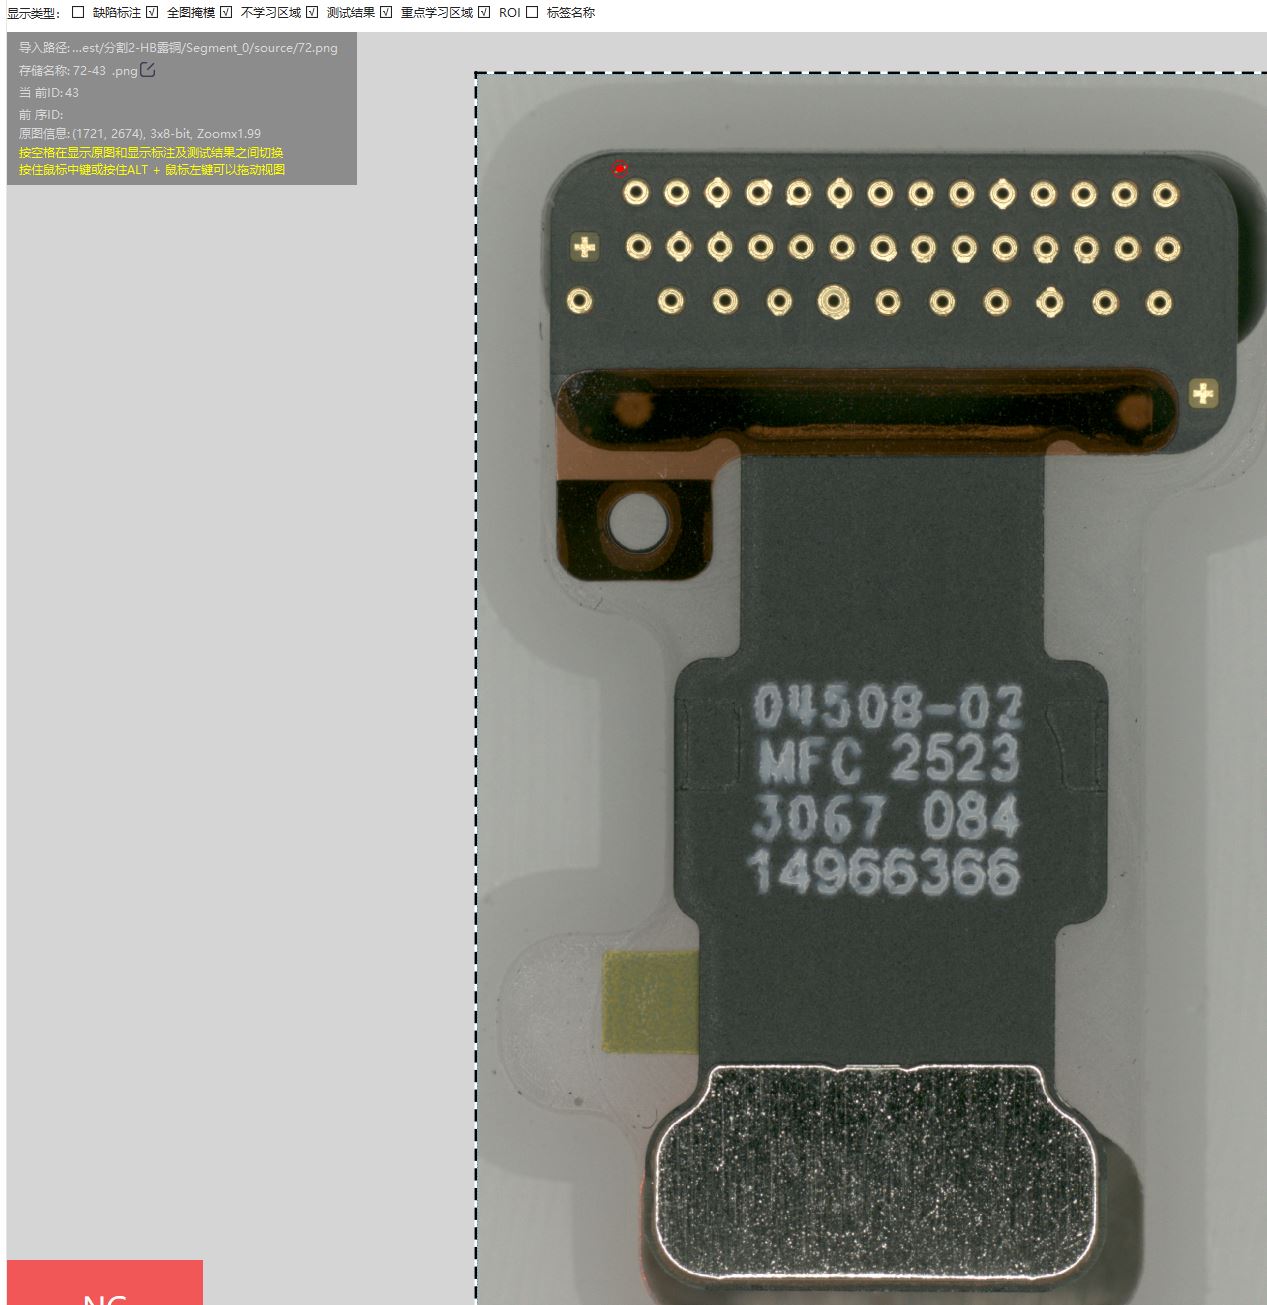 显示类型: 缺陷标注 全图掩模 不学习区域 测试结果 重点学习区域 ROI 标签名称
导入路径: ...est/分割2-HB露铜/Segment_0/source/72.png
存储名称: 72-43 .png
当 前ID: 43
前 序ID:
原图信息: (1721, 2674), 3x8-bit, Zoomx1.99
按空格在显示原图和显示标注及测试结果之间切换
按住鼠标中键或按住ALT + 鼠标左键可以拖动视图
04508-02
MFC 2523
3067 084
14966366
NG